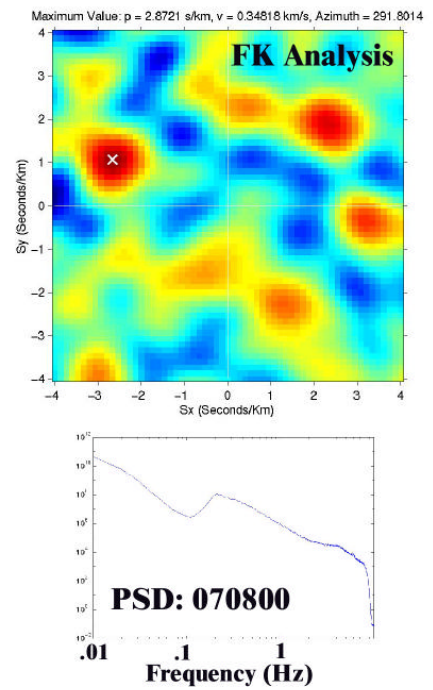 Maximum Value: p = 2.8721 s/km, v = 0.34818 km/s, Azimuth = 291.8014
FK Analysis
4
3
2
1
0
-1
-2
-3
-4
Sy (Seconds/Km)
-4 -3 -2 -1 0 1 2 3 4
Sx (Seconds/Km)
PSD: 070800
.01 .1 1
Frequency (Hz)